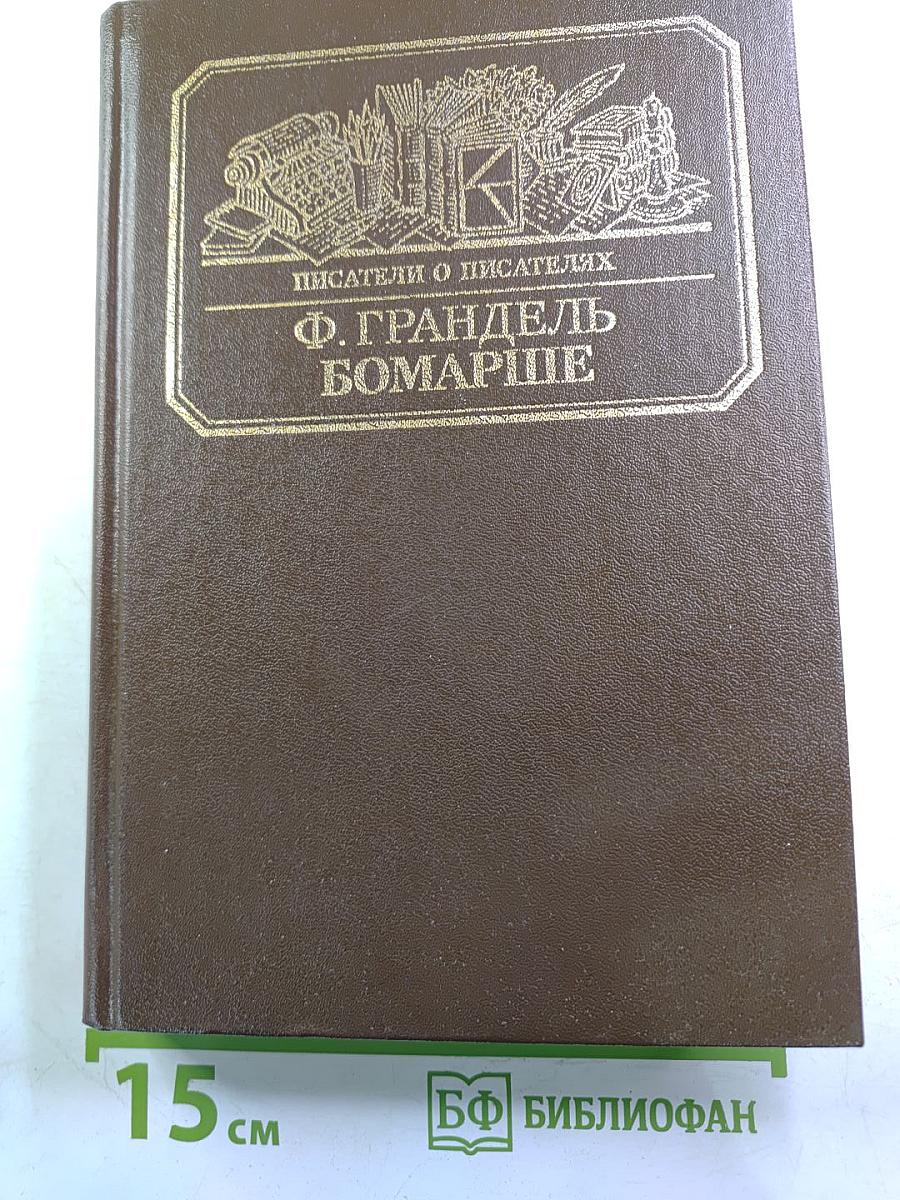 ПИСАТЕЛИ О ПИСАТЕЛЯХ
Ф. ГРАНДЕЛЬ
БОМАРШЕ
15 см
БФ БИБЛИОФАН